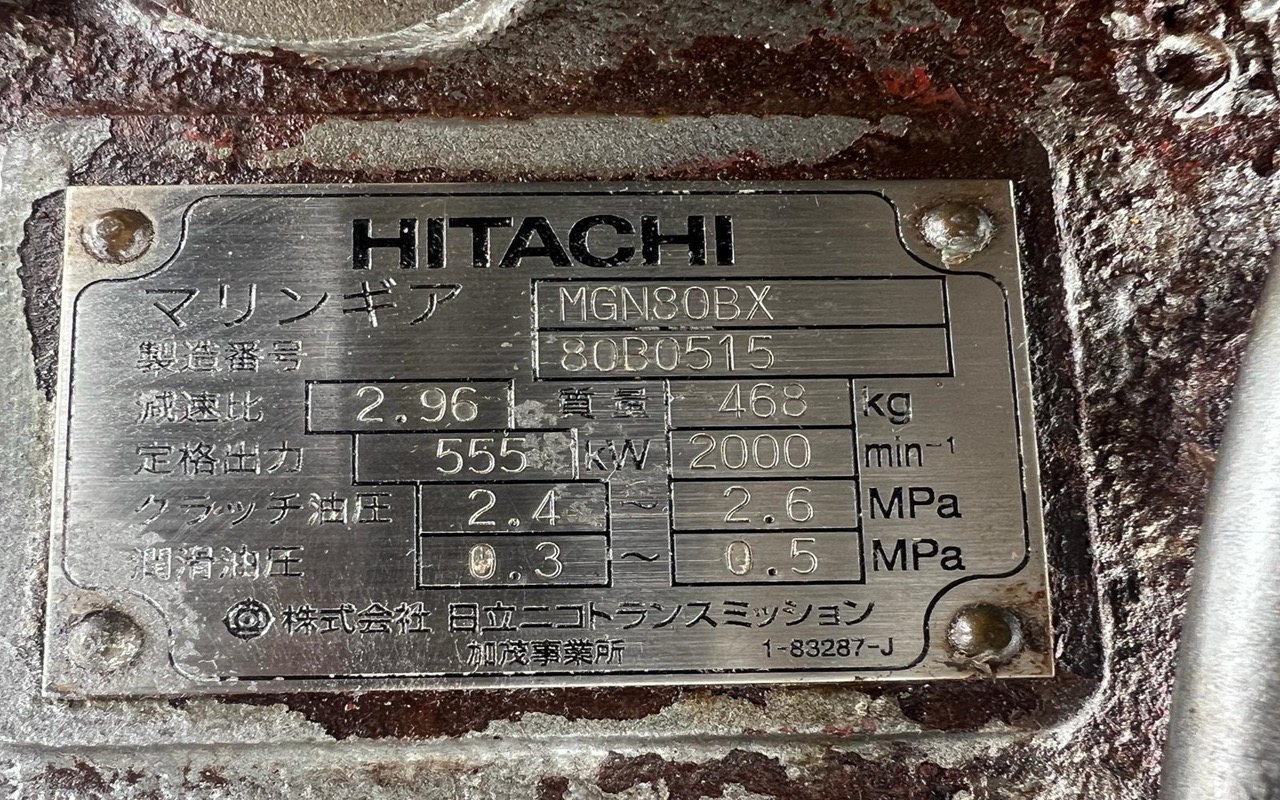 HITACHI
マリンギア MGN80BX
製造番号 80B0515
減速比 2.96 質量 468 kg
定格出力 555 kW 2000 min⁻¹
クラッチ油圧 2.4 ～ 2.6 MPa
潤滑油圧 0.3 ～ 0.5 MPa
株式会社 日立ニコトランスミッション
加茂事業所 1-83287-J